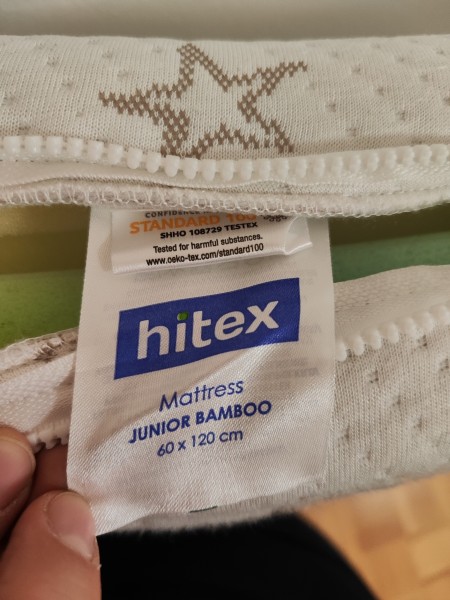 CONFIDENCE
STANDARD 100
SHHO 108729 TESTEX
Tested for harmful substances.
www.oeko-tex.com/standard100
hitex
Mattress
JUNIOR BAMBOO
60 x 120 cm